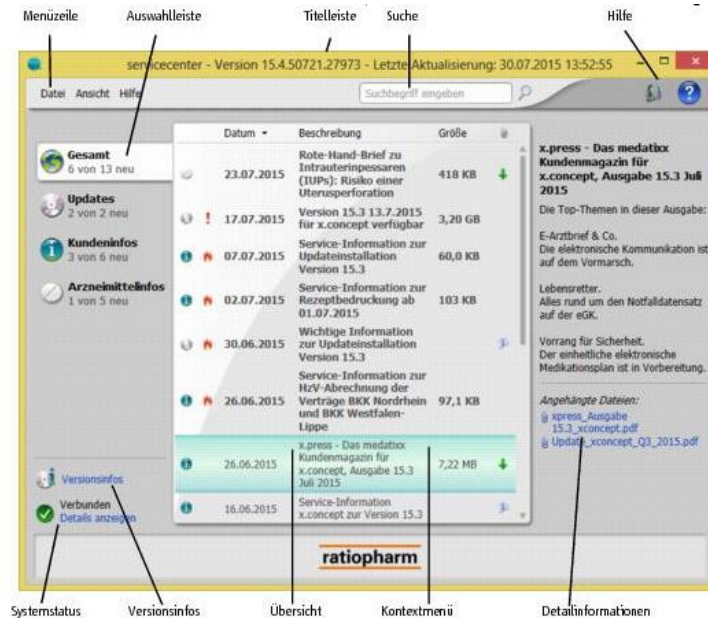 Menüzeile Auswahlleiste Titelleiste Suche Hilfe
servicecenter - Version 15.4.50721.27973 - Letzte Aktualisierung: 30.07.2015 13:52:55
Datei Ansicht Hilfe
Suchbegriff eingeben
Gesamt
6 von 13 neu
Updates
2 von 2 neu
Kundeninfos
3 von 6 neu
Arzneimittelinfos
1 von 5 neu
Versionsinfos
Verbunden
Details anzeigen
Datum Beschreibung Größe
23.07.2015 Rote-Hand-Brief zu 418 KB
Intrauterinpessaren
(IUPs): Risiko einer
Uterusperforation
! 17.07.2015 Version 15.3 13.7.2015 3,20 GB
für x.concept verfügbar
07.07.2015 Service-Information zur 60,0 KB
Updateinstallation
Version 15.3
02.07.2015 Service-Information zur 103 KB
Rezeptbedruckung ab
01.07.2015
30.06.2015 Wichtige Information
zur Updateinstallation
Version 15.3
26.06.2015 Service-Information zur 97,1 KB
HzV-Abrechnung der
Verträge BKK Nordrhein
und BKK Westfalen-
Lippe
26.06.2015 x.press - Das medatixx 7,22 MB
Kundenmagazin für
x.concept, Ausgabe 15.3
Juli 2015
16.06.2015 Service-Information
x.concept zur Version 15.3
x.press - Das medatixx
Kundenmagazin für
x.concept, Ausgabe 15.3 Juli
2015
Die Top-Themen in dieser Ausgabe:
E-Arztbrief & Co.
Die elektronische Kommunikation ist
auf dem Vormarsch.
Lebensretter.
Alles rund um den Notfalldatensatz
auf der eGK.
Vorrang für Sicherheit.
Der einheitliche elektronische
Medikationsplan ist in Vorbereitung.
Angehängte Dateien:
xpress_Ausgabe
15.3_xconcept.pdf
Update_xconcept_Q3_2015.pdf
ratiopharm
Systemstatus Versionsinfos Übersicht Kontextmenü Detailinformationen